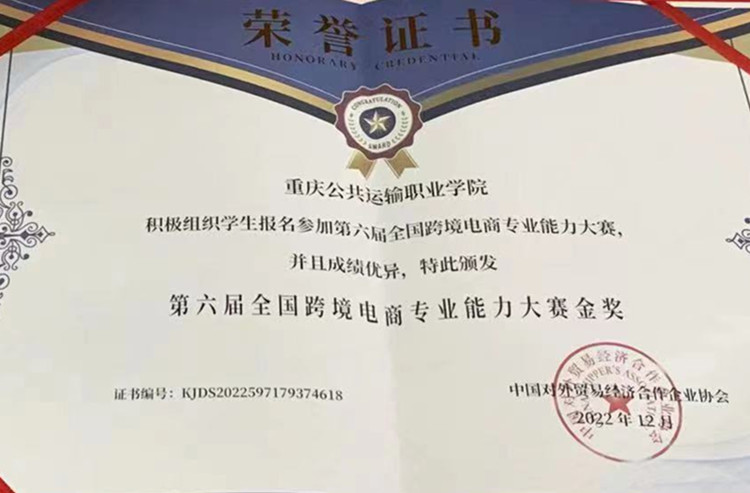 荣誉证书
HONORARY CREDENTIAL
CONGRATULATION
AWARD
重庆公共运输职业学院
积极组织学生报名参加第六届全国跨境电商专业能力大赛，
并且成绩优异，特此颁发
第六届全国跨境电商专业能力大赛金奖
证书编号：KJDS2022597179374618
中国对外贸易经济合作企业协会
2022年12月